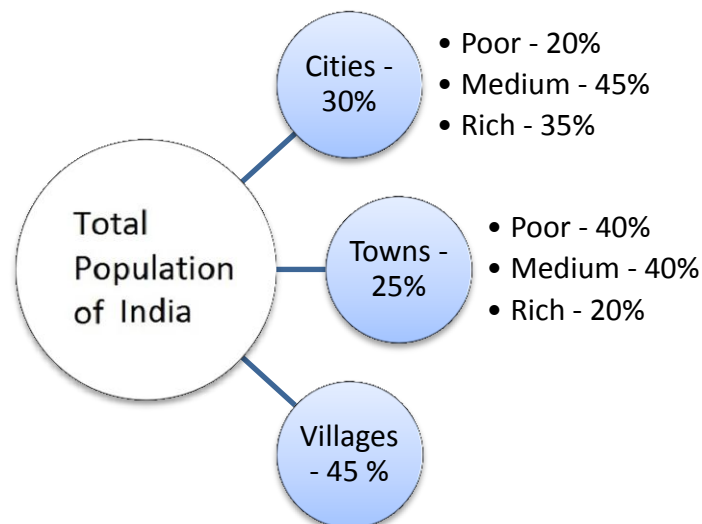 Cities -
30%
• Poor - 20%
• Medium - 45%
• Rich - 35%
Total
Population
of India
Towns -
25%
• Poor - 40%
• Medium - 40%
• Rich - 20%
Villages
- 45 %